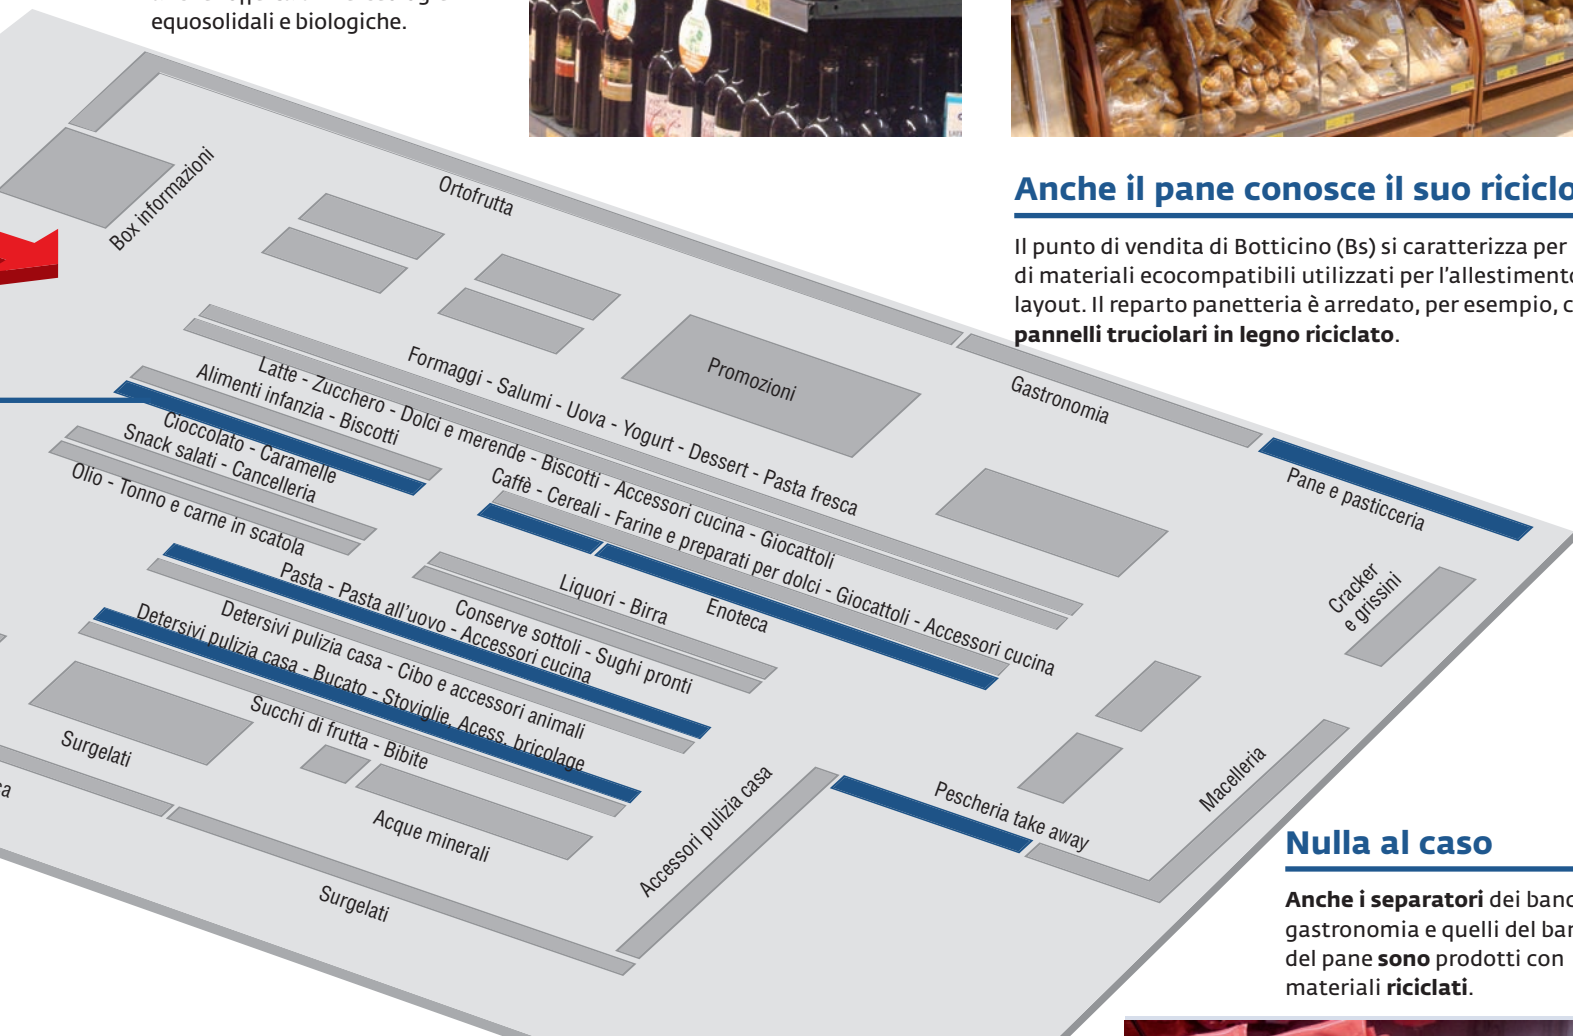 equosolidali e biologiche.
Anche il pane conosce il suo riciclo
Il punto di vendita di Botticino (Bs) si caratterizza per
di materiali ecocompatibili utilizzati per l'allestimento
layout. Il reparto panetteria è arredato, per esempio,
pannelli truciolari in legno riciclato.
Box informazioni
Ortofrutta
Promozioni
Gastronomia
Pane e pasticceria
Formaggi - Salumi - Uova - Yogurt - Dessert - Pasta fresca
Latte - Zucchero - Dolci e merende - Biscotti - Accessori cucina - Giocattoli
Alimenti infanzia - Biscotti
Cioccolato - Caramelle
Snack salati - Cancelleria
Olio - Tonno e carne in scatola
Caffè - Cereali - Farine e preparati per dolci - Giocattoli - Accessori cucina
Enoteca
Liquori - Birra
Conserve sottoli - Sughi pronti
Pasta - Pasta all'uovo - Accessori cucina
Detersivi pulizia casa - Cibo e accessori animali
Detersivi pulizia casa - Bucato - Stoviglie, Acess. bricolage
Succhi di frutta - Bibite
Acque minerali
Surgelati
Surgelati
Accessori pulizia casa
Pescheria take away
Macelleria
Cracker
e grissini
Nulla al caso
Anche i separatori dei
gastronomia e quelli del
del pane sono prodotti con
materiali riciclati.